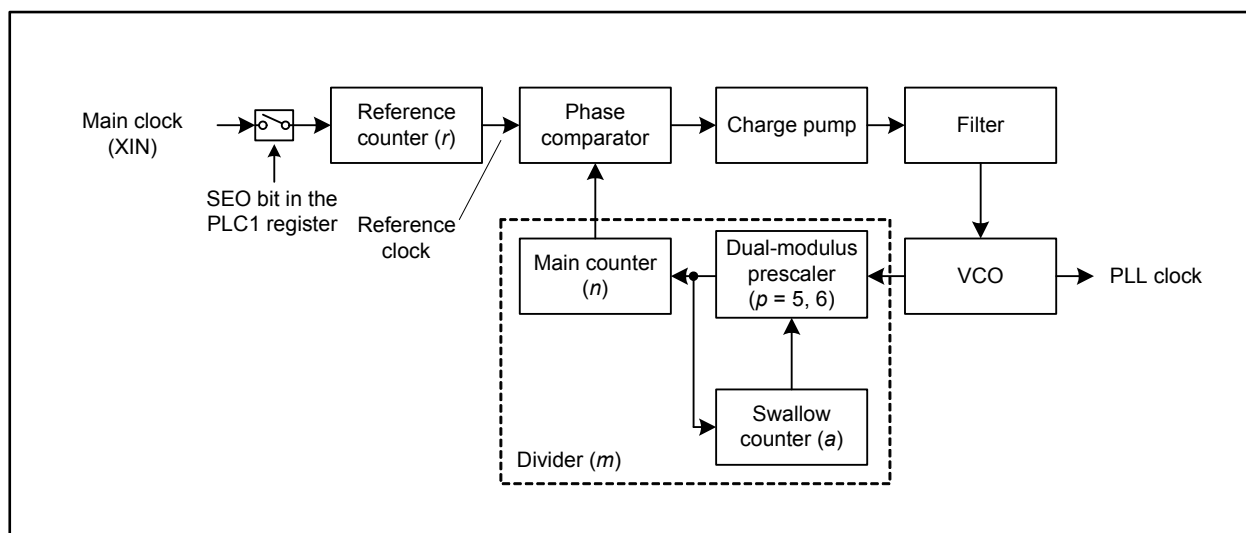 Main clock
(XIN)
SEO bit in the
PLC1 register
Reference
counter (r)
Reference
clock
Phase
comparator
Charge pump
Filter
Main counter
(n)
Dual-modulus
prescaler
(p = 5, 6)
VCO
PLL clock
Swallow
counter (a)
Divider (m)